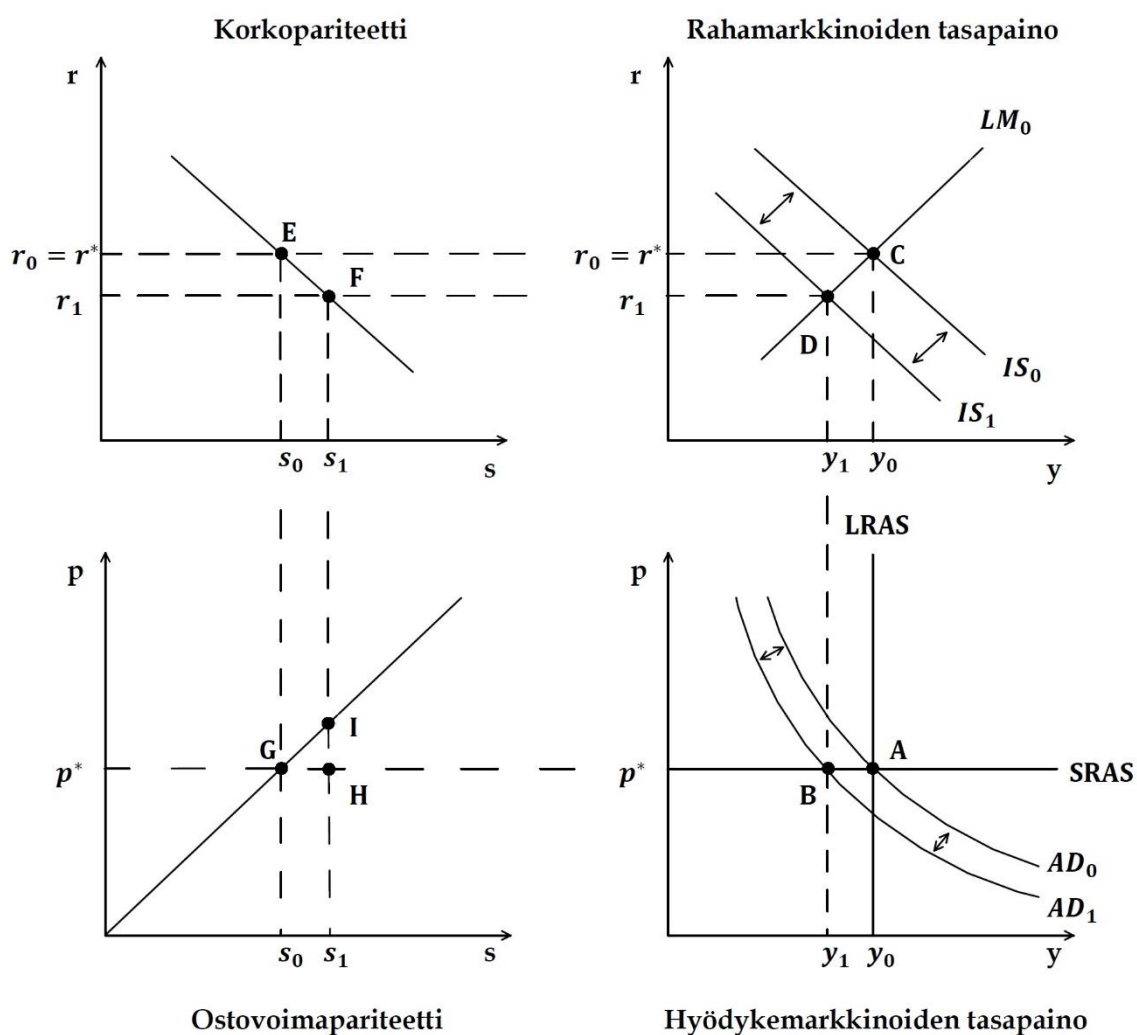 Korkopariteetti
r
r₀ = r*
r₁
E
F
s₀ s₁
s
Rahamarkkinoiden tasapaino
r
LM₀
r₀ = r*
r₁
C
D
IS₀
IS₁
y₁ y₀
y
p
p*
G
I
H
s₀ s₁
s
Ostovoimapariteetti
LRAS
p
p*
A
B
SRAS
AD₀
AD₁
y₁ y₀
y
Hyödykemarkkinoiden tasapaino